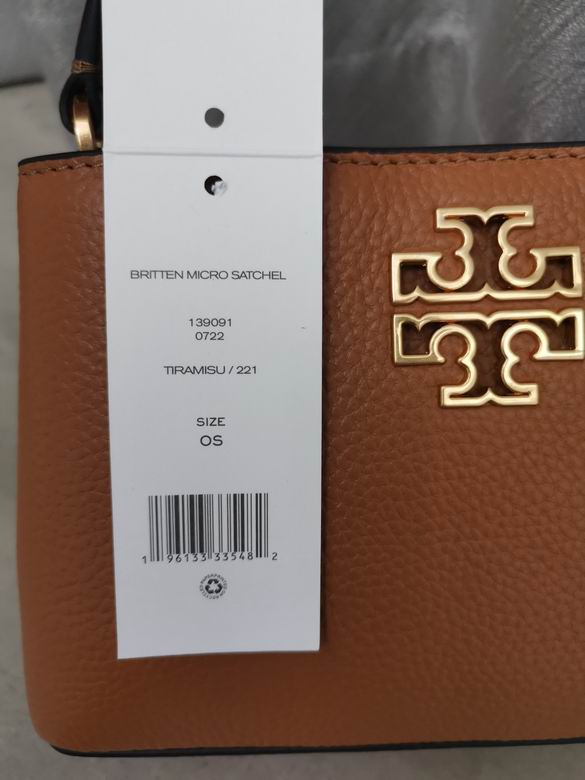 BRITTEN MICRO SATCHEL
139091
0722
TIRAMISU / 221
SIZE
OS
1 96133 33548 2